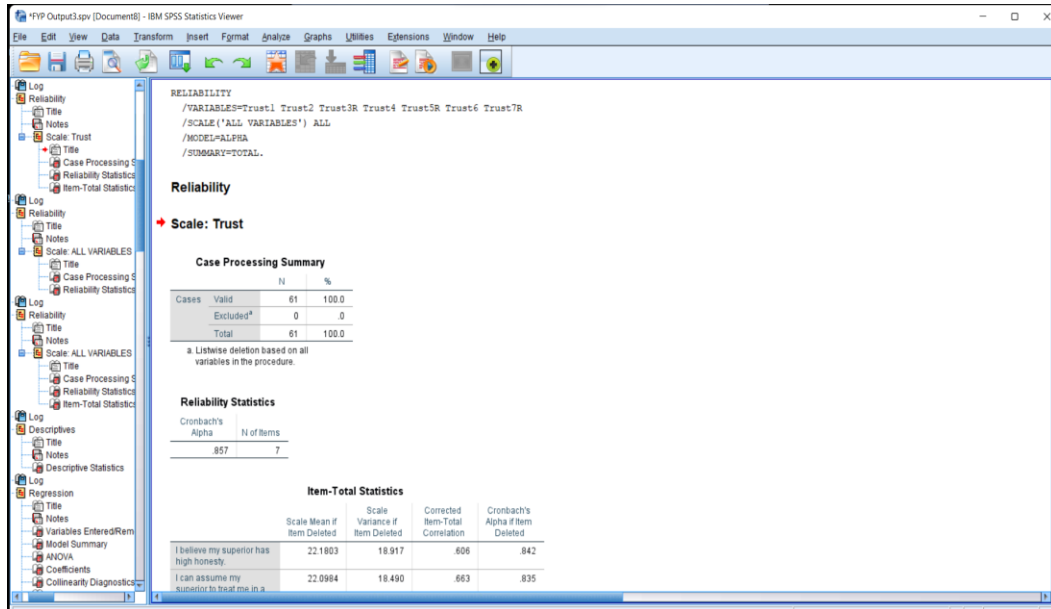 *FYP Output3.spv [Document8] - IBM SPSS Statistics Viewer
File Edit View Data Transform Insert Format Analyze Graphs Utilities Extensions Window Help
Log
Reliability
Title
Notes
Scale: Trust
Title
Case Processing S
Reliability Statistics
Item-Total Statistics
Log
Reliability
Title
Notes
Scale: ALL VARIABLES
Title
Case Processing S
Reliability Statistics
Log
Reliability
Title
Notes
Scale: ALL VARIABLES
Title
Case Processing S
Reliability Statistics
Item-Total Statistics
Log
Descriptives
Title
Notes
Descriptive Statistics
Log
Regression
Title
Notes
Variables Entered/Rem
Model Summary
ANOVA
Coefficients
Collinearity Diagnostics
RELIABILITY
/VARIABLES=Trust1 Trust2 Trust3R Trust4 Trust5R Trust6 Trust7R
/SCALE('ALL VARIABLES') ALL
/MODEL=ALPHA
/SUMMARY=TOTAL.
Reliability
Scale: Trust
Case Processing Summary
N %
Cases Valid 61 100.0
Excludedᵃ 0 .0
Total 61 100.0
a. Listwise deletion based on all
variables in the procedure.
Reliability Statistics
Cronbach's
Alpha N of Items
.857 7
Item-Total Statistics
Scale Mean if Item Deleted Scale Variance if Item Deleted Corrected Item-Total Correlation Cronbach's Alpha if Item Deleted
I believe my superior has high honesty. 22.1803 18.917 .606 .842
I can assume my superior to treat me in a 22.0984 18.490 .663 .835